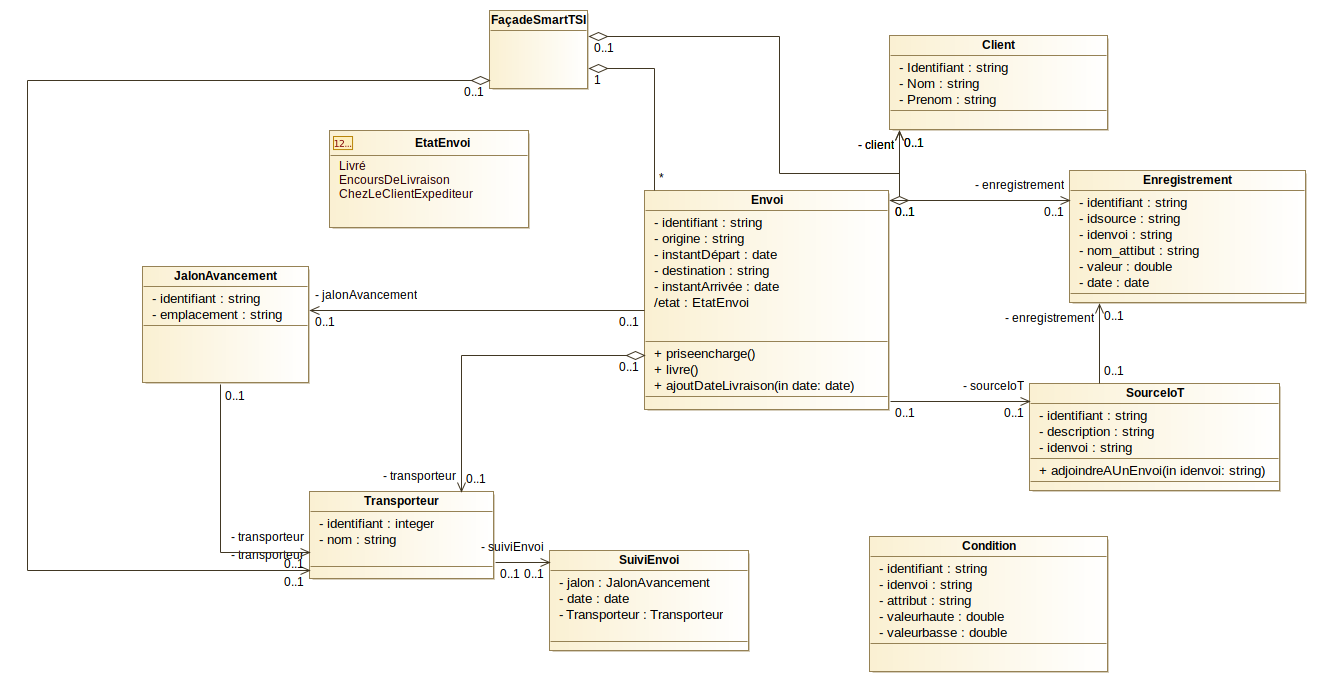 FaçadeSmartTSI
0..1
1
0..1
12...
EtatEnvoi
Livré
EncoursDeLivraison
ChezLeClientExpediteur
Client
- Identifiant : string
- Nom : string
- Prenom : string
- client
0..1
*
Envoi
- identifiant : string
- origine : string
- instantDépart : date
- destination : string
- instantArrivée : date
/etat : EtatEnvoi
+ priseencharge()
+ livre()
+ ajoutDateLivraison(in date: date)
0..1
- enregistrement
0..1
Enregistrement
- identifiant : string
- idsource : string
- idenvoi : string
- nom_attibut : string
- valeur : double
- date : date
- enregistrement
0..1
0..1
JalonAvancement
- identifiant : string
- emplacement : string
- jalonAvancement
0..1
0..1
0..1
0..1
- sourceIoT
0..1
0..1
SourceIoT
- identifiant : string
- description : string
- idenvoi : string
+ adjoindreAUnEnvoi(in idenvoi: string)
- transporteur
0..1
Transporteur
- identifiant : integer
- nom : string
- transporteur
0..1
- transporteur
0..1
- suiviEnvoi
0..1
0..1
SuiviEnvoi
- jalon : JalonAvancement
- date : date
- Transporteur : Transporteur
Condition
- identifiant : string
- idenvoi : string
- attribut : string
- valeurhaute : double
- valeurbasse : double